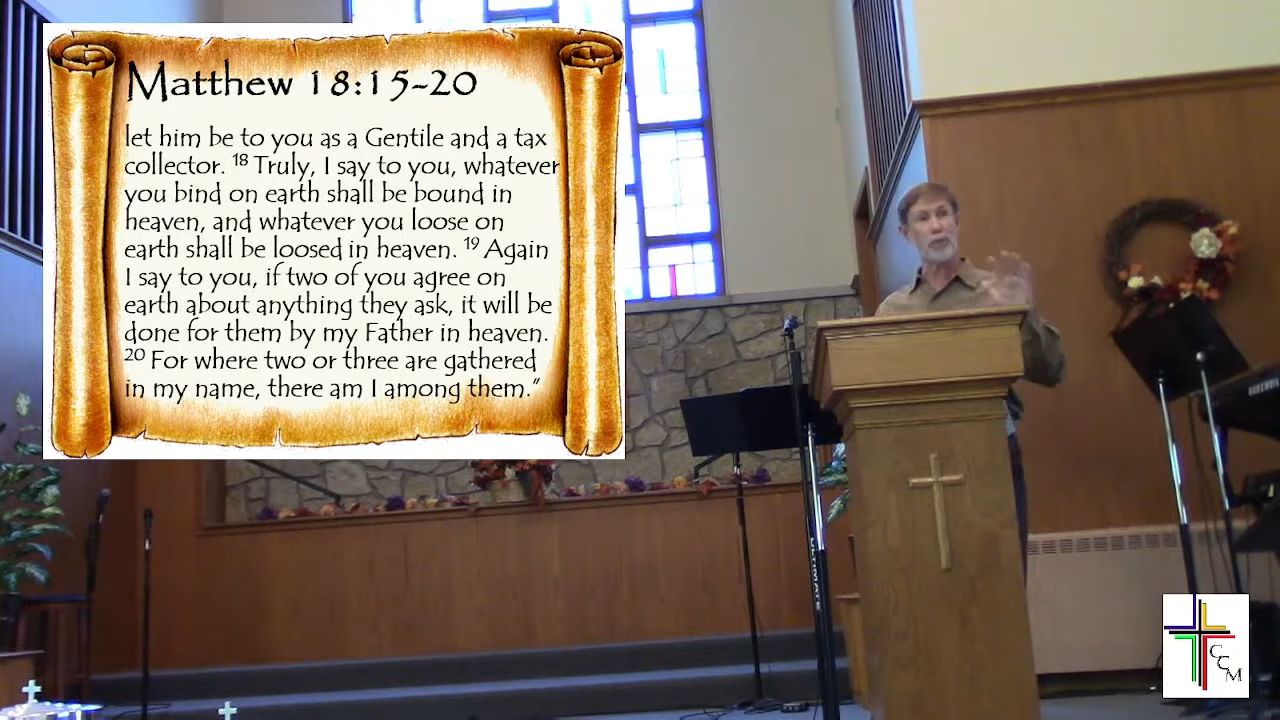 Matthew 18:15-20
let him be to you as a Gentile and a tax
collector. 18 Truly, I say to you, whatever
you bind on earth shall be bound in
heaven, and whatever you loose on
earth shall be loosed in heaven. 19 Again
I say to you, if two of you agree on
earth about anything they ask, it will be
done for them by my Father in heaven.
20 For where two or three are gathered
in my name, there am I among them.”
ULTIMATE
CCM